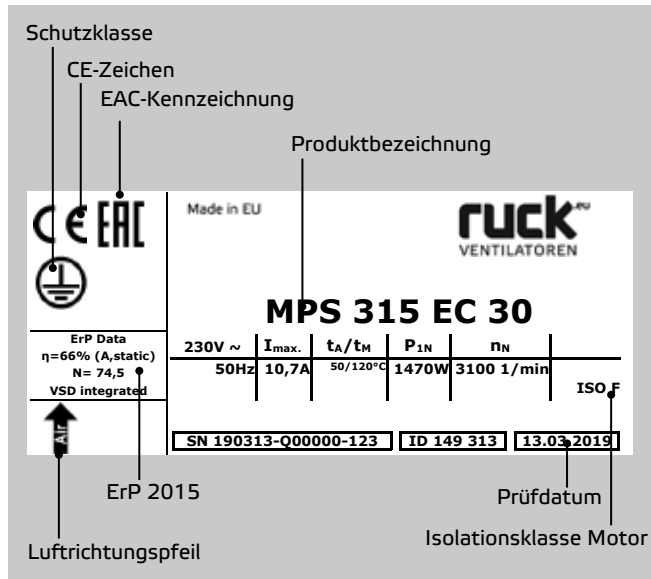 Schutzklasse
CE-Zeichen
EAC-Kennzeichnung
Produktbezeichnung
CE EAC
Made in EU
ruck.eu
VENTILATOREN
MPS 315 EC 30
ErP Data
η=66% (A,static)
N= 74,5
VSD integrated
230V ~ Imax. tA/tM P1N nN
50Hz 10,7A 50/120°C 1470W 3100 1/min
ISO F
Air
SN 190313-Q00000-123 ID 149 313 13.03.2019
ErP 2015
Prüfdatum
Isolationsklasse Motor
Luftrichtungspfeil